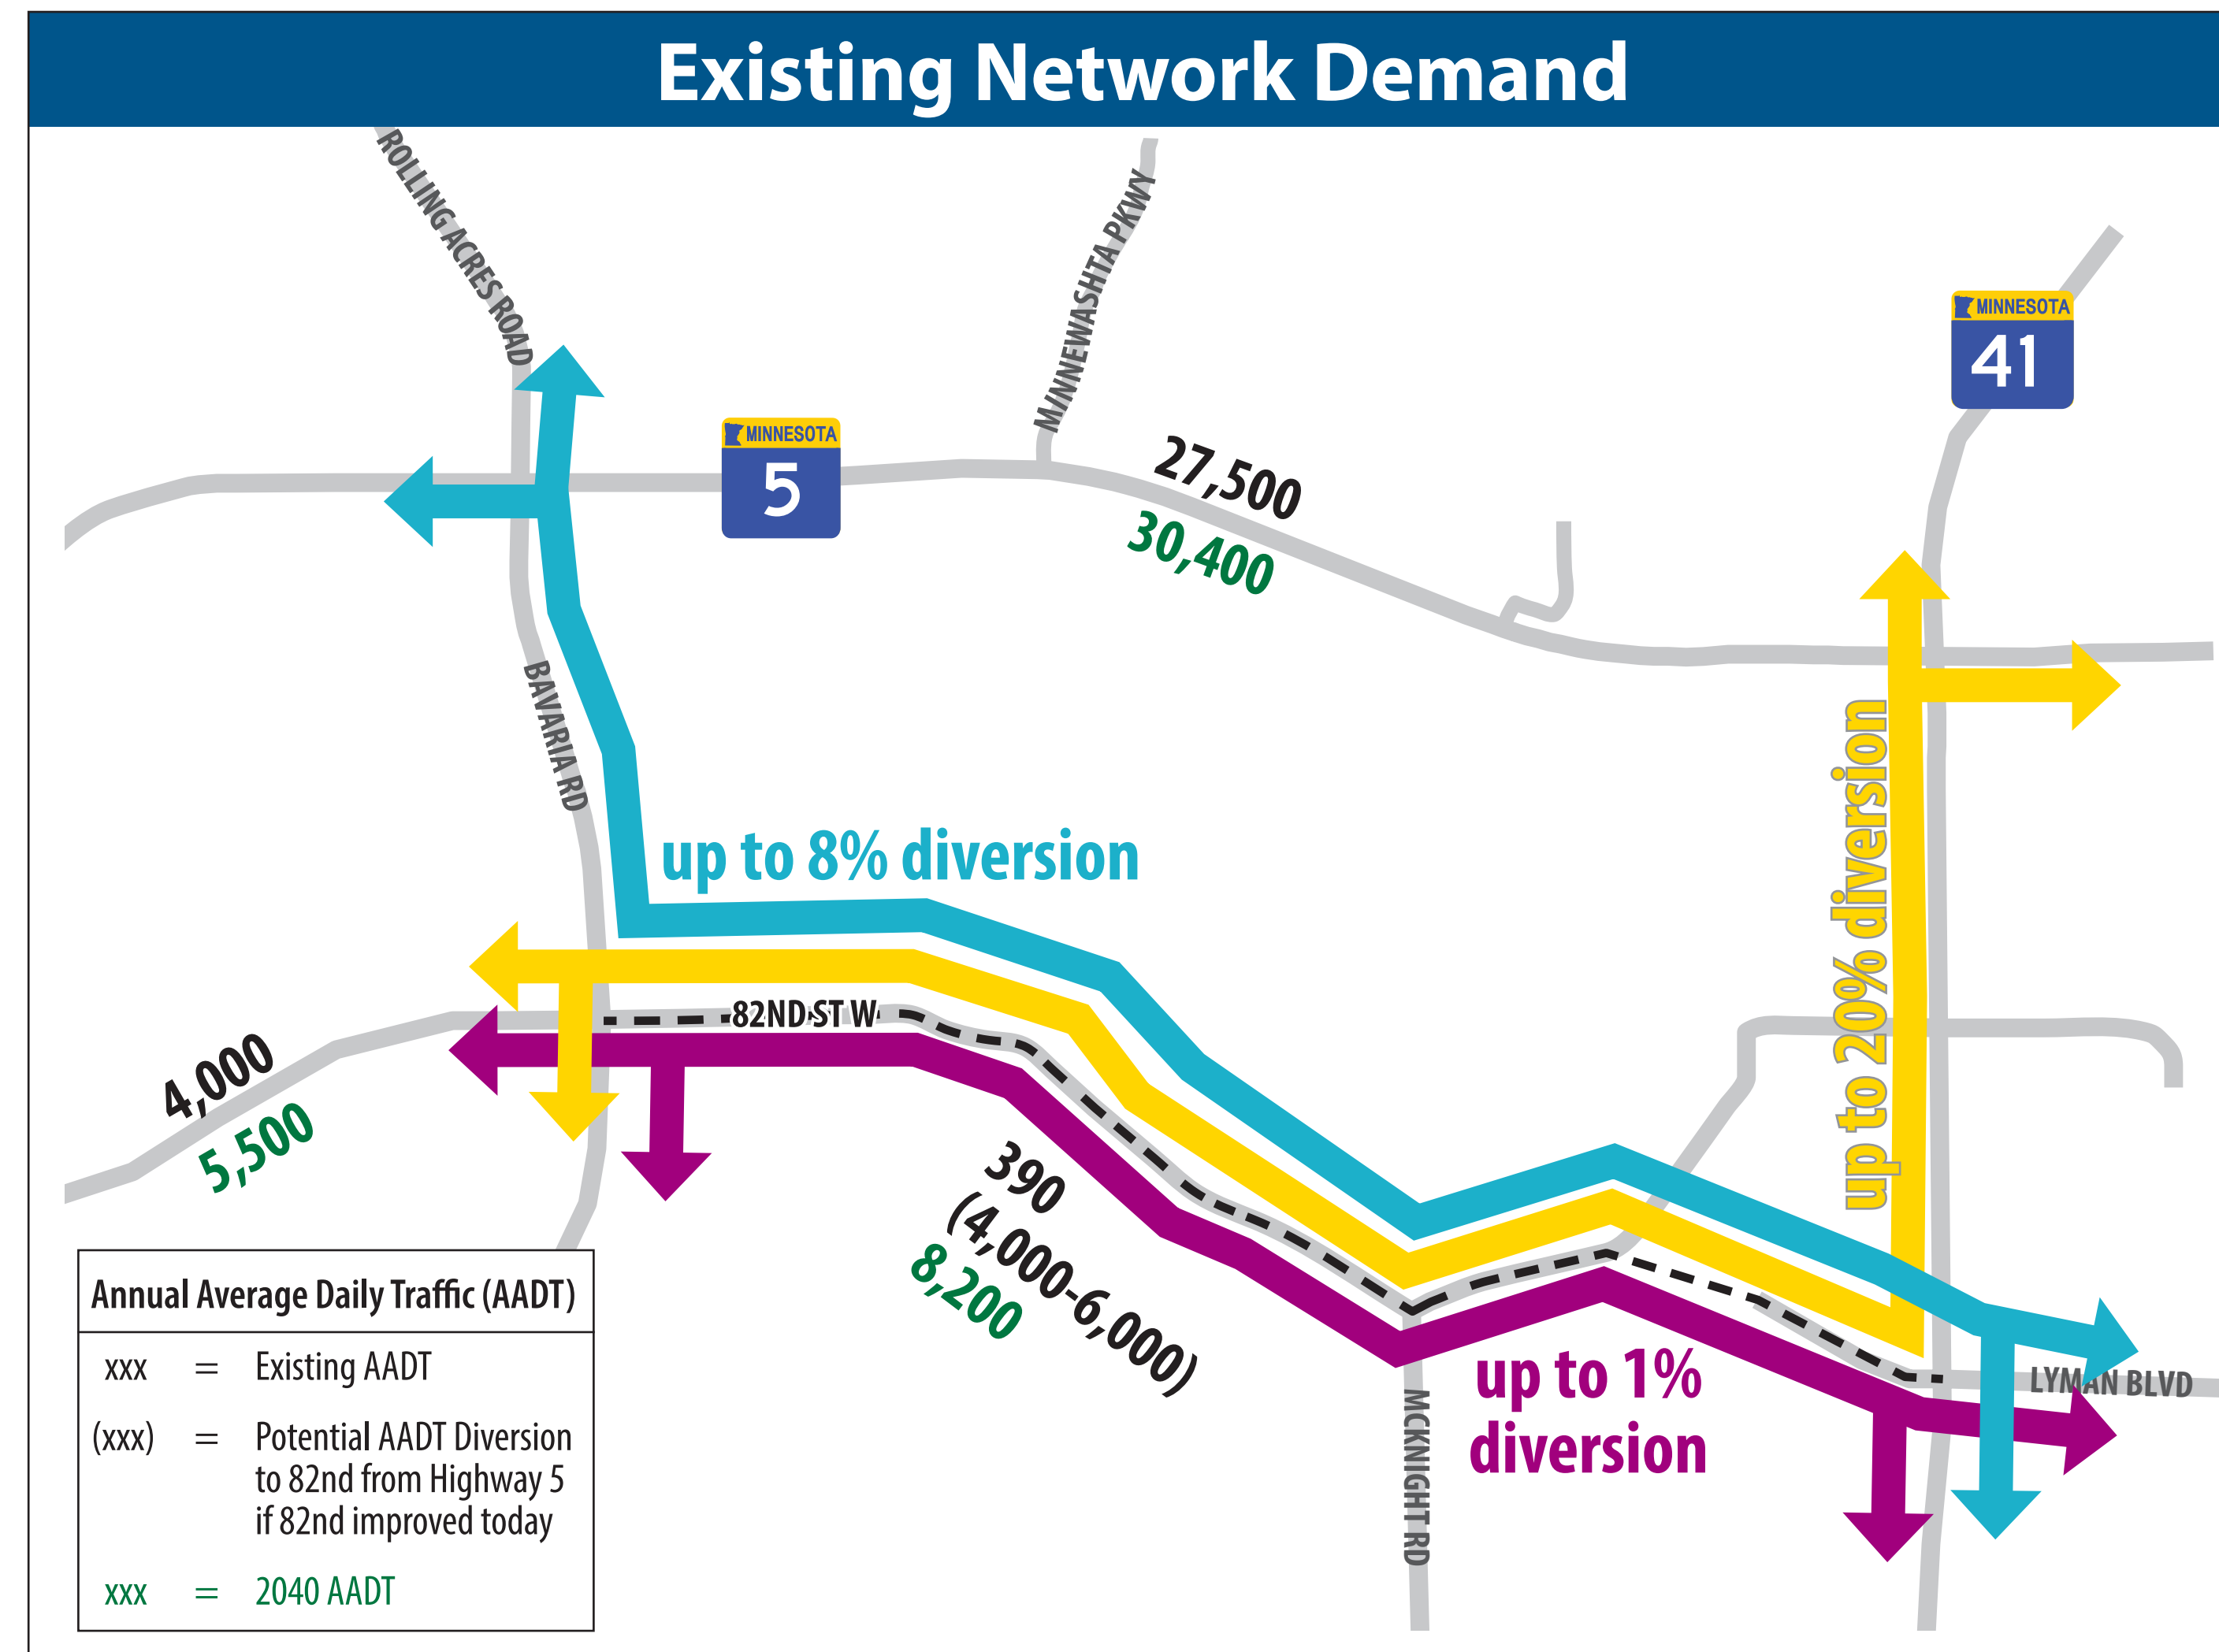 Existing Network Demand
ROLLING ACRES ROAD
MINNEWASHTA PKWY
MINNESOTA
41
MINNESOTA
5
27,500
30,400
BAVARIA RD
up to 8% diversion
up to 20% diversion
82ND ST W
4,000
5,500
390
(4,000-6,000)
8,200
up to 1%
diversion
LYMAN BLVD
MCKNIGHT RD
Annual Average Daily Traffic (AADT)
xxx = Existing AADT
(xxx) = Potential AADT Diversion
to 82nd from Highway 5
if 82nd improved today
xxx = 2040 AADT